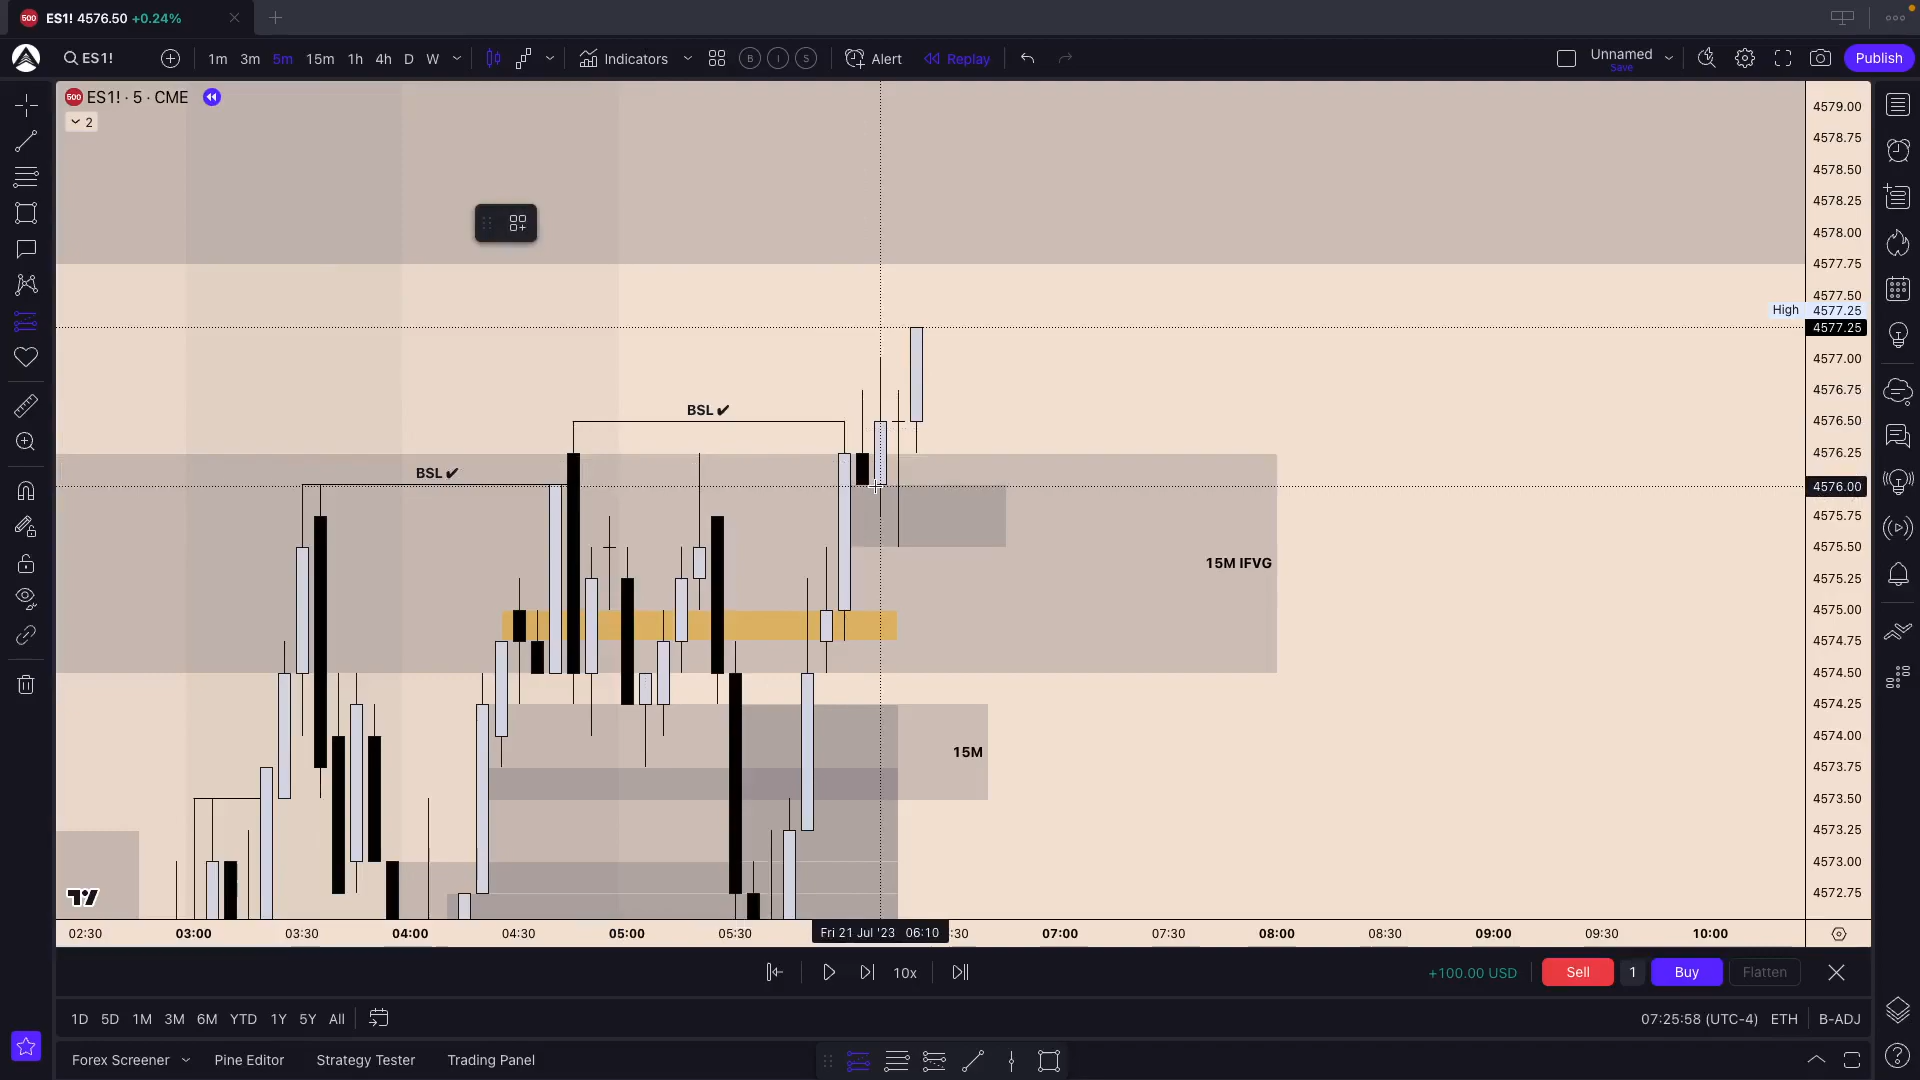 500 ES1! 4576.50 +0.24%
ES1! 1m 3m 5m 15m 1h 4h D W Indicators B I S Alert Replay Unnamed Save Publish
500 ES1! · 5 · CME
2
BSL ✔
BSL ✔
15M IFVG
15M
4579.00
4578.75
4578.50
4578.25
4578.00
4577.75
4577.50
High 4577.25
4577.25
4577.00
4576.75
4576.50
4576.25
4576.00
4575.75
4575.50
4575.25
4575.00
4574.75
4574.50
4574.25
4574.00
4573.75
4573.50
4573.25
4573.00
4572.75
02:30 03:00 03:30 04:00 04:30 05:00 05:30 Fri 21 Jul '23 06:10 :30 07:00 07:30 08:00 08:30 09:00 09:30 10:00
10x +100.00 USD Sell 1 Buy Flatten
1D 5D 1M 3M 6M YTD 1Y 5Y All 07:25:58 (UTC-4) ETH B-ADJ
Forex Screener Pine Editor Strategy Tester Trading Panel